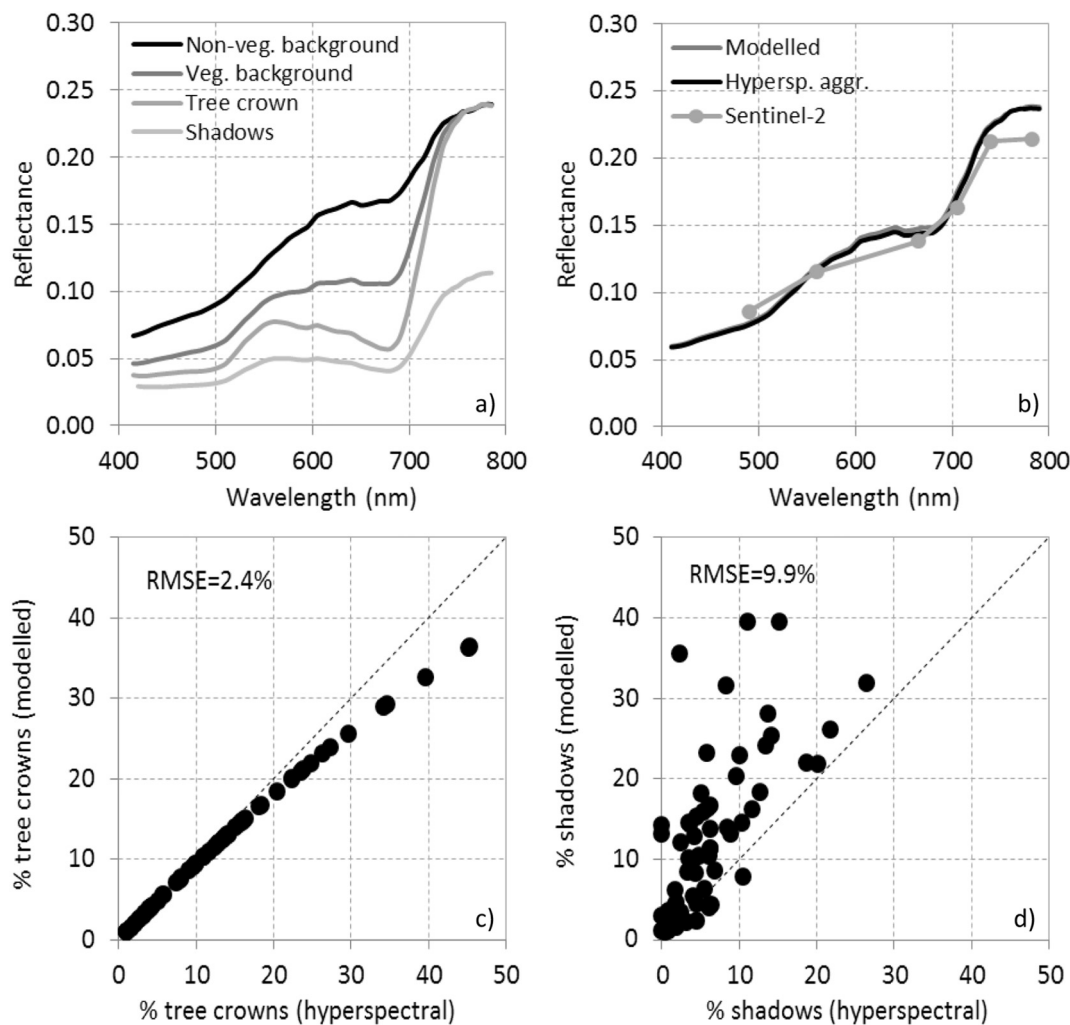 0.30
0.25
0.20
0.15
0.10
0.05
0.00
Reflectance
Non-veg. background
Veg. background
Tree crown
Shadows
a)
400 500 600 700 800
Wavelength (nm)
0.30
0.25
0.20
0.15
0.10
0.05
0.00
Reflectance
Modelled
Hypersp. aggr.
Sentinel-2
b)
400 500 600 700 800
Wavelength (nm)
50
40
30
20
10
0
% tree crowns (modelled)
RMSE=2.4%
c)
0 10 20 30 40 50
% tree crowns (hyperspectral)
50
40
30
20
10
0
% shadows (modelled)
RMSE=9.9%
d)
0 10 20 30 40 50
% shadows (hyperspectral)